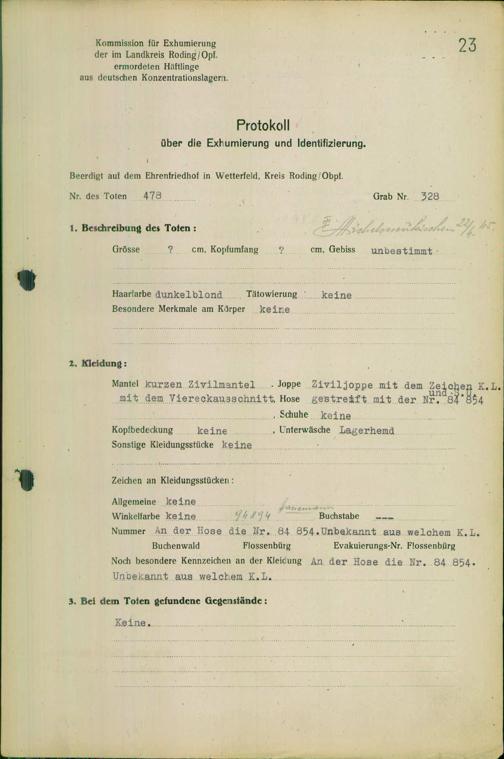 23
Kommission für Exhumierung
der im Landkreis Roding/Opf.
ermordeten Häftlinge
aus deutschen Konzentrationslagern.
Protokoll
über die Exhumierung und Identifizierung.
Beerdigt auf dem Ehrenfriedhof in Wetterfeld, Kreis Roding/Obpf.
Nr. des Toten 478 Grab Nr. 328
1. Beschreibung des Toten :
Grösse ? cm, Kopfumfang ? cm, Gebiss unbestimmt
Haarfarbe dunkelblond Tätowierung keine
Besondere Merkmale am Körper keine
2. Kleidung :
Mantel kurzen Zivilmantel . Joppe Ziviljoppe mit dem Zeichen K.L.
mit dem Viereckausschnitt, Hose gestreift mit der Nr. 84 854
, Schuhe keine
Kopfbedeckung keine , Unterwäsche Lagerhemd
Sonstige Kleidungsstücke keine
Zeichen an Kleidungsstücken :
Allgemeine keine
Winkelfarbe keine 94894 Buchstabe ---
Nummer An der Hose die Nr. 84 854.Unbekannt aus welchem K.L.
Buchenwald Flossenbürg Evakuierungs-Nr. Flossenbürg
Noch besondere Kennzeichen an der Kleidung An der Hose die Nr. 84 854.
Unbekannt aus welchem K.L.
3. Bei dem Toten gefundene Gegenstände :
Keine.